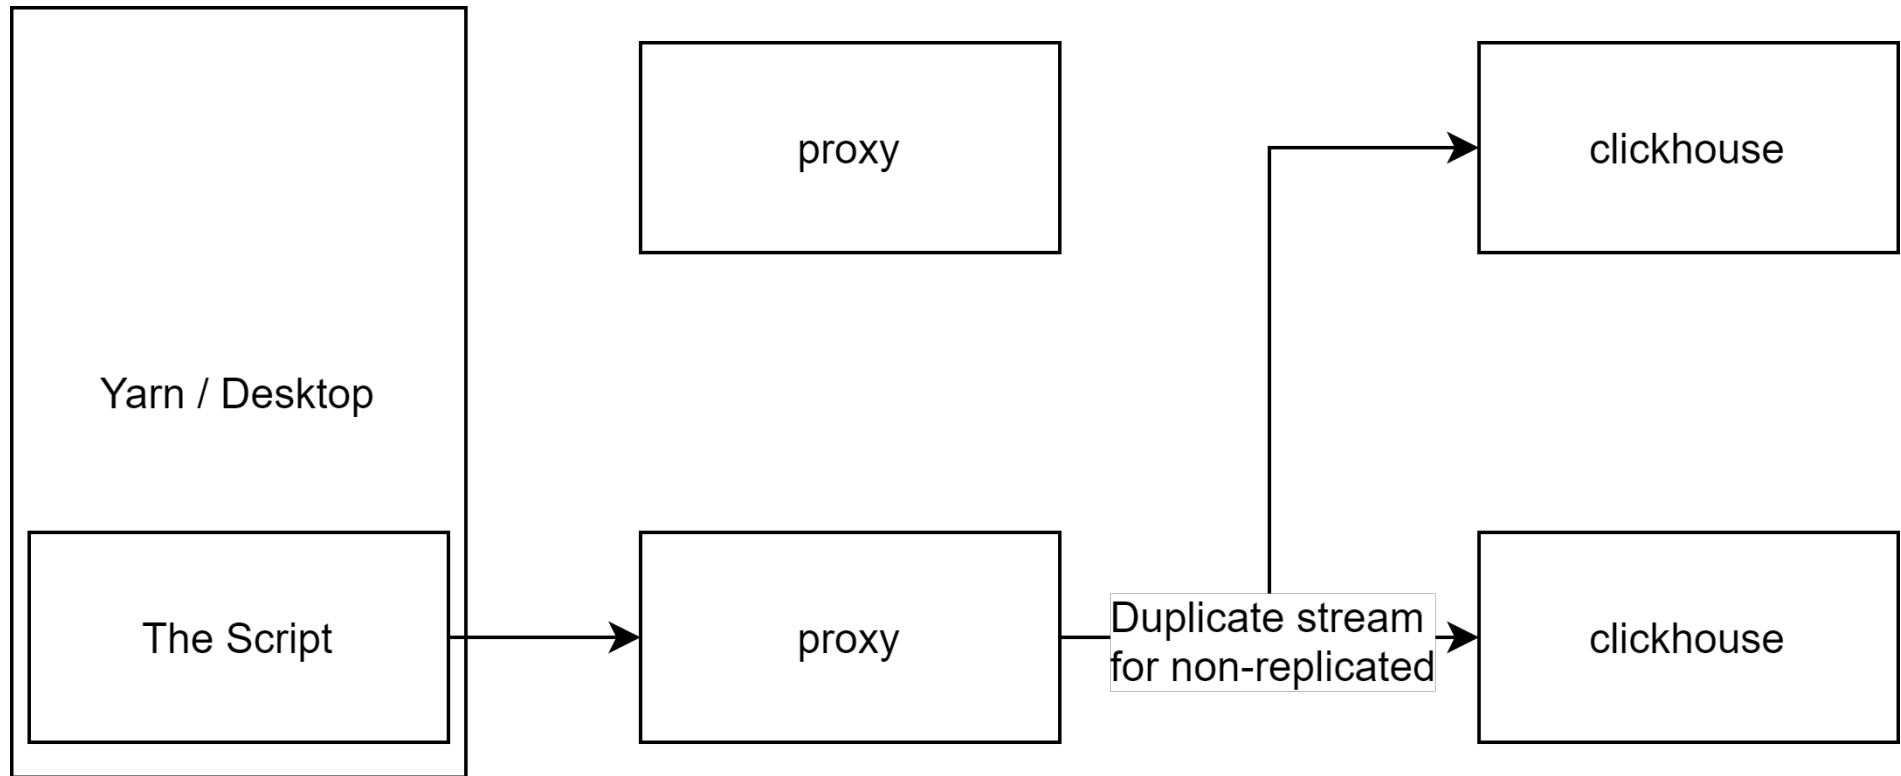 proxy
clickhouse
Yarn / Desktop
The Script
proxy
Duplicate stream
for non-replicated
clickhouse